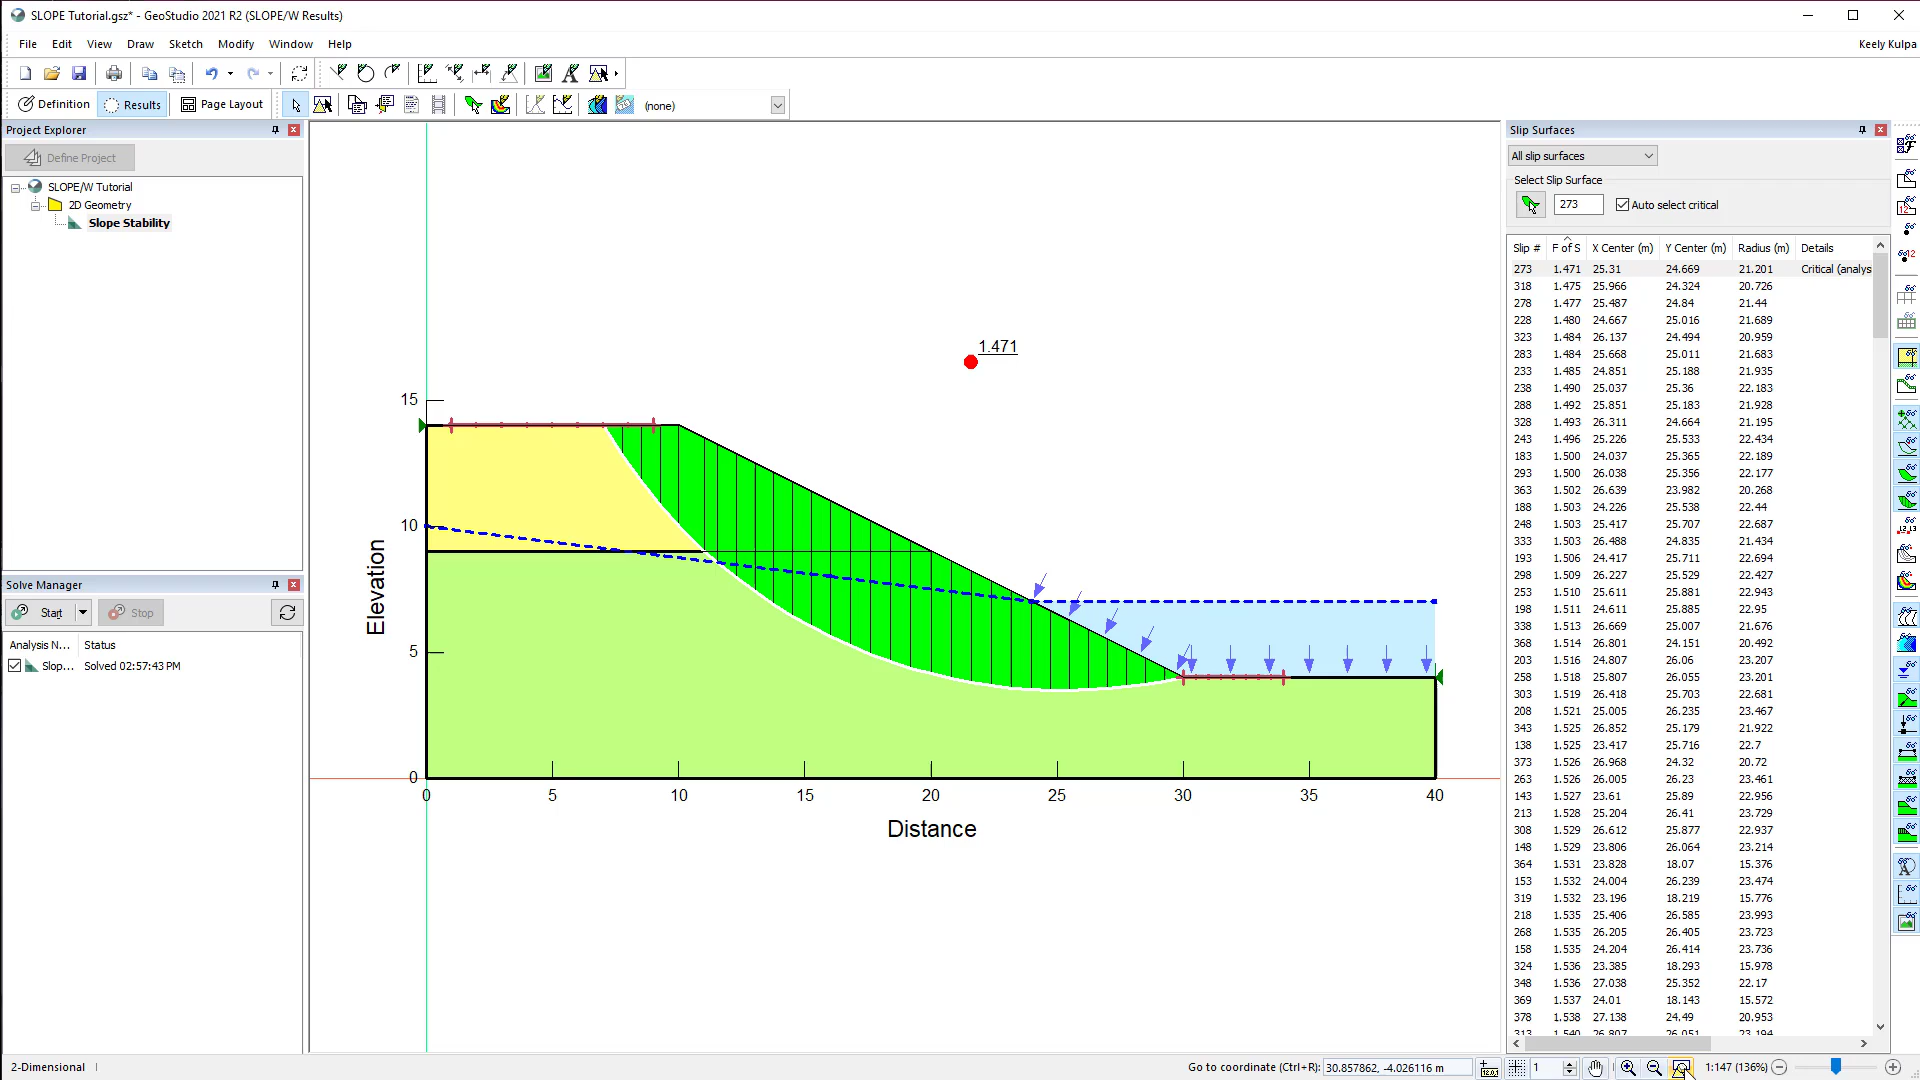 SLOPE Tutorial.gsz* - GeoStudio 2021 R2 (SLOPE/W Results)
File Edit View Draw Sketch Modify Window Help
Keely Kulpa
Definition Results Page Layout (none)
Project Explorer
Define Project
SLOPE/W Tutorial
2D Geometry
Slope Stability
Solve Manager
Start Stop
Analysis N... Status
Slop... Solved 02:57:43 PM
1.471
15
10
5
0
Elevation
0 5 10 15 20 25 30 35 40
Distance
Slip Surfaces
All slip surfaces
Select Slip Surface
273 Auto select critical
Slip # F of S X Center (m) Y Center (m) Radius (m) Details
273 1.471 25.31 24.669 21.201 Critical (analys
318 1.475 25.966 24.324 20.726
278 1.477 25.487 24.84 21.44
228 1.480 24.667 25.016 21.689
323 1.484 26.137 24.494 20.959
283 1.484 25.668 25.011 21.683
233 1.485 24.851 25.188 21.935
238 1.490 25.037 25.36 22.183
288 1.492 25.851 25.183 21.928
328 1.493 26.311 24.664 21.195
243 1.496 25.226 25.533 22.434
183 1.500 24.037 25.365 22.189
293 1.500 26.038 25.356 22.177
363 1.502 26.639 23.982 20.268
188 1.503 24.226 25.538 22.44
248 1.503 25.417 25.707 22.687
333 1.503 26.488 24.835 21.434
193 1.506 24.417 25.711 22.694
298 1.509 26.227 25.529 22.427
253 1.510 25.611 25.881 22.943
198 1.511 24.611 25.885 22.95
338 1.513 26.669 25.007 21.676
368 1.514 26.801 24.151 20.492
203 1.516 24.807 26.06 23.207
258 1.518 25.807 26.055 23.201
303 1.519 26.418 25.703 22.681
208 1.521 25.005 26.235 23.467
343 1.525 26.852 25.179 21.922
138 1.525 23.417 25.716 22.7
373 1.526 26.968 24.32 20.72
263 1.526 26.005 26.23 23.461
143 1.527 23.61 25.89 22.956
213 1.528 25.204 26.41 23.729
308 1.529 26.612 25.877 22.937
148 1.529 23.806 26.064 23.214
364 1.531 23.828 18.07 15.376
153 1.532 24.004 26.239 23.474
319 1.532 23.196 18.219 15.776
218 1.535 25.406 26.585 23.993
268 1.535 26.205 26.405 23.723
158 1.535 24.204 26.414 23.736
324 1.536 23.385 18.293 15.978
348 1.536 27.038 25.352 22.17
369 1.537 24.01 18.143 15.572
378 1.538 27.138 24.49 20.953
313 1.540 26.807 26.051 23.194
2-Dimensional
Go to coordinate (Ctrl+R): 30.857862, -4.026116 m 1 1:147 (136%)